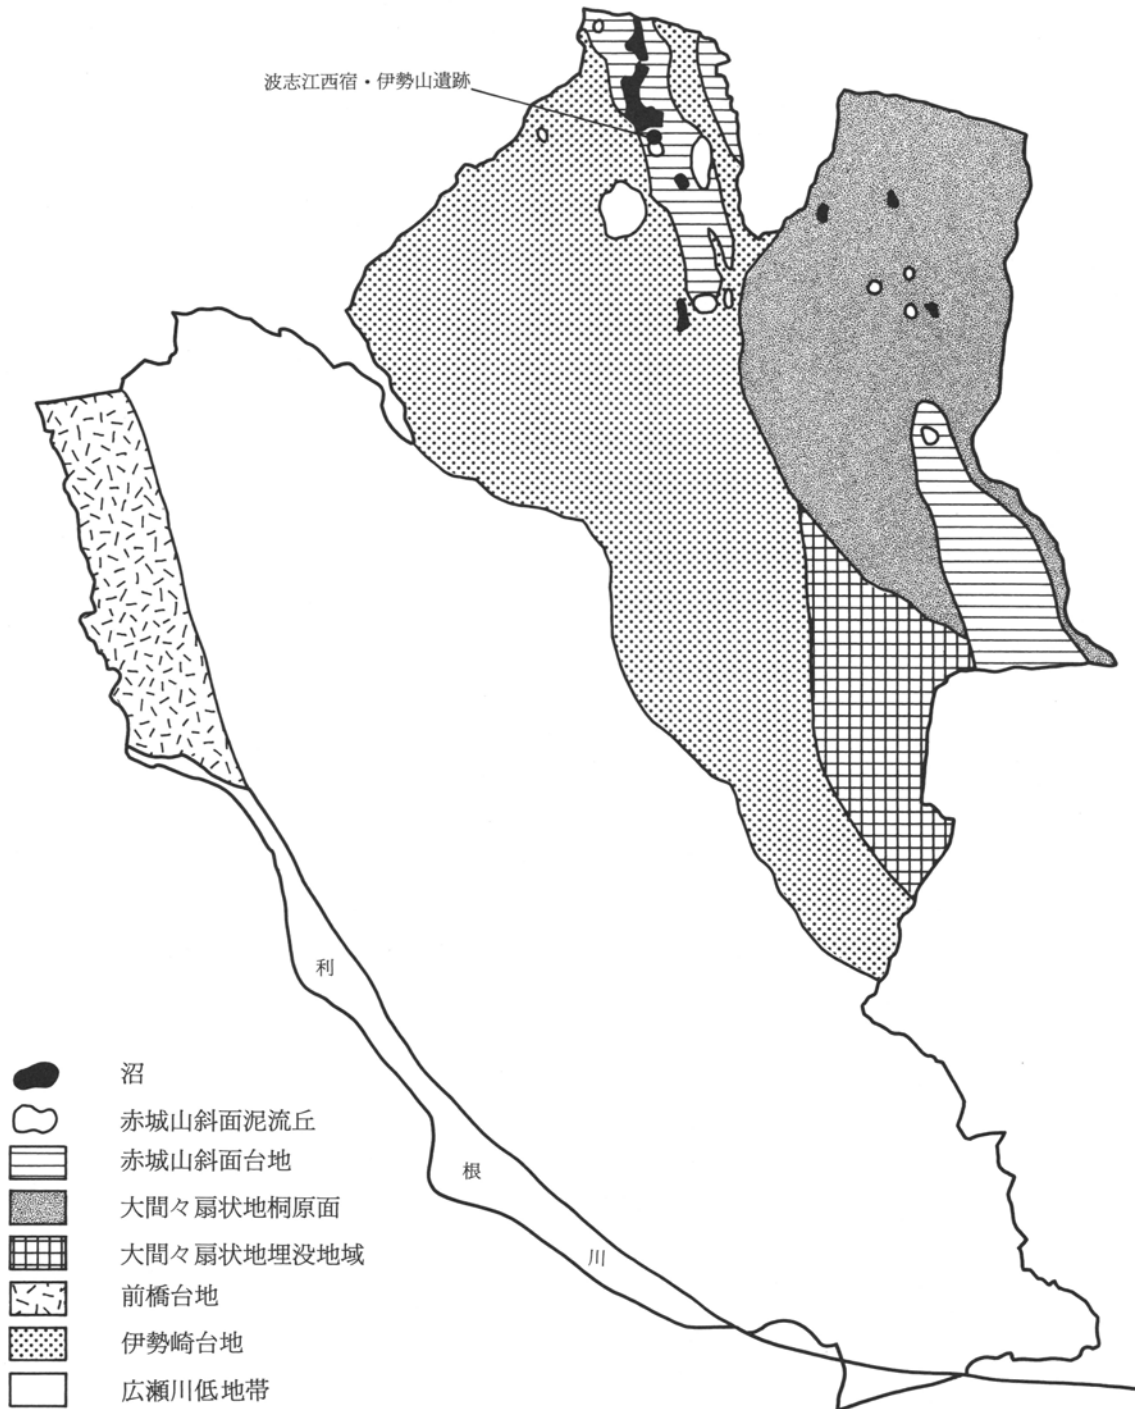 波志江西宿・伊勢山遺跡
利
根
川
沼
赤城山斜面泥流丘
赤城山斜面台地
大間々扇状地桐原面
大間々扇状地埋没地域
前橋台地
伊勢崎台地
広瀬川低地帯